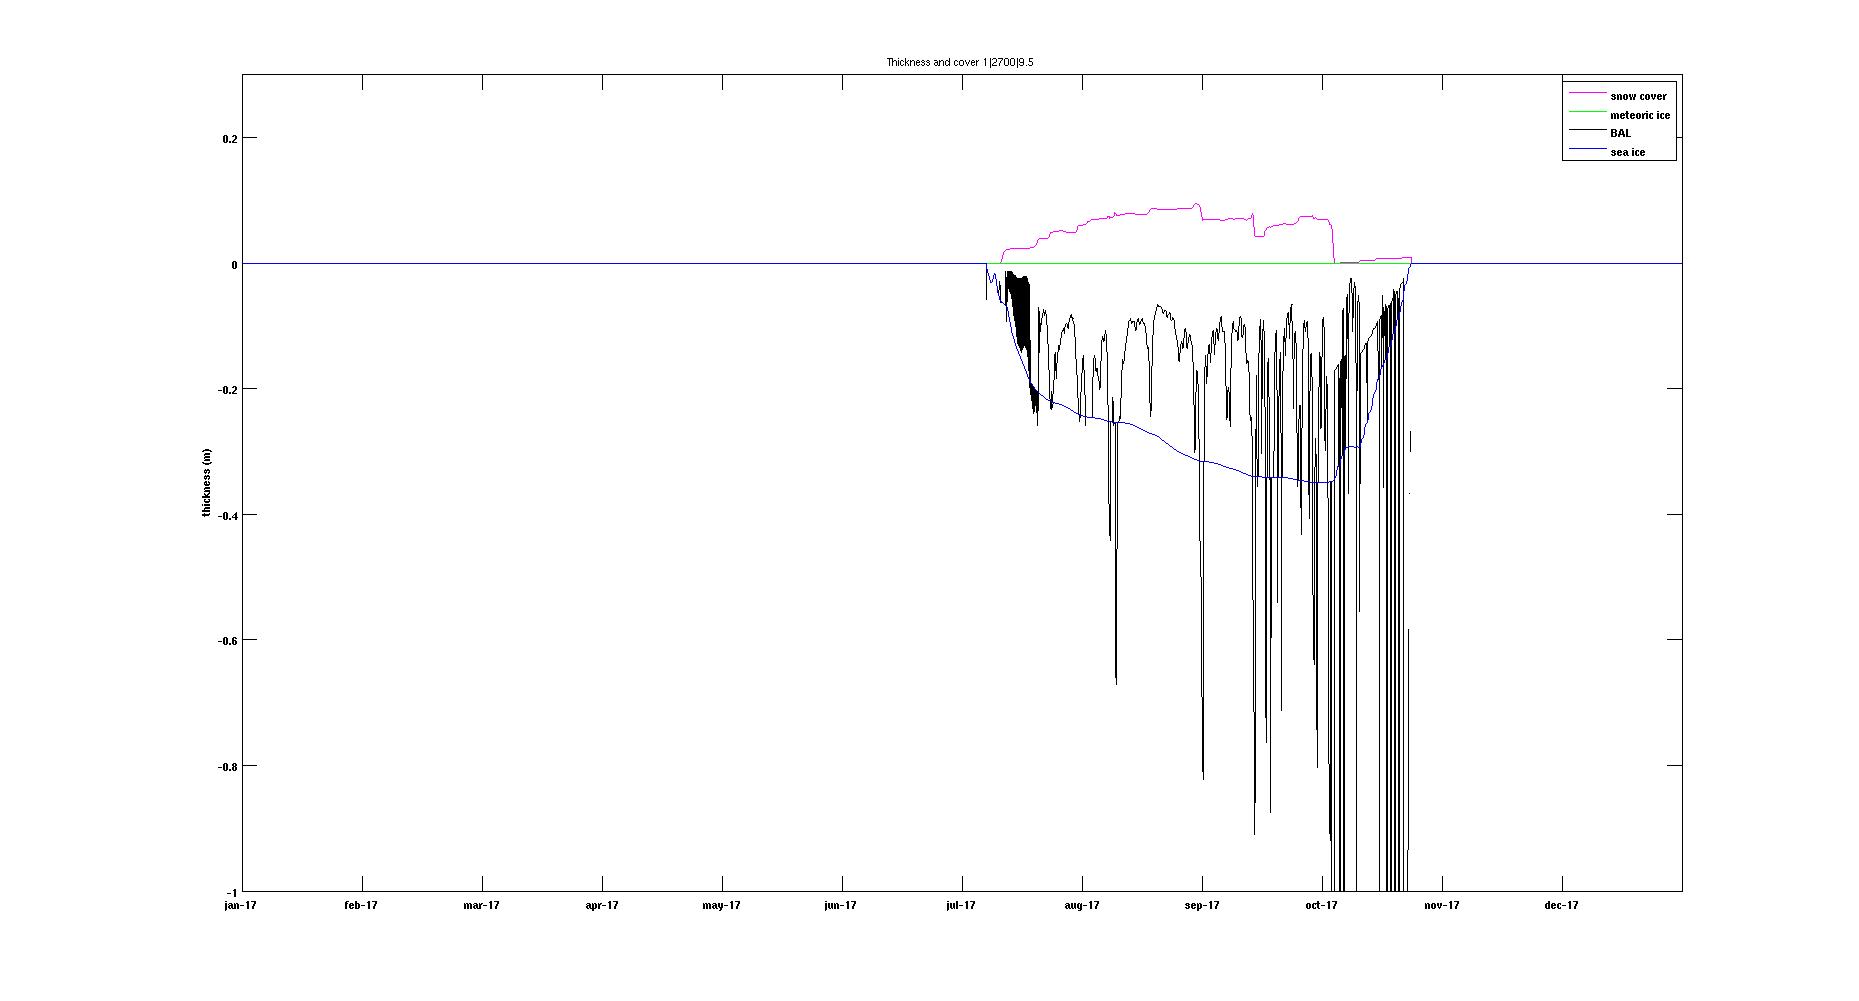 Thickness and cover 1|2700|9.5
snow cover
meteoric ice
BAL
sea ice
0.2
0
-0.2
-0.4
-0.6
-0.8
-1
thickness (m)
jan-17 feb-17 mar-17 apr-17 may-17 jun-17 jul-17 aug-17 sep-17 oct-17 nov-17 dec-17